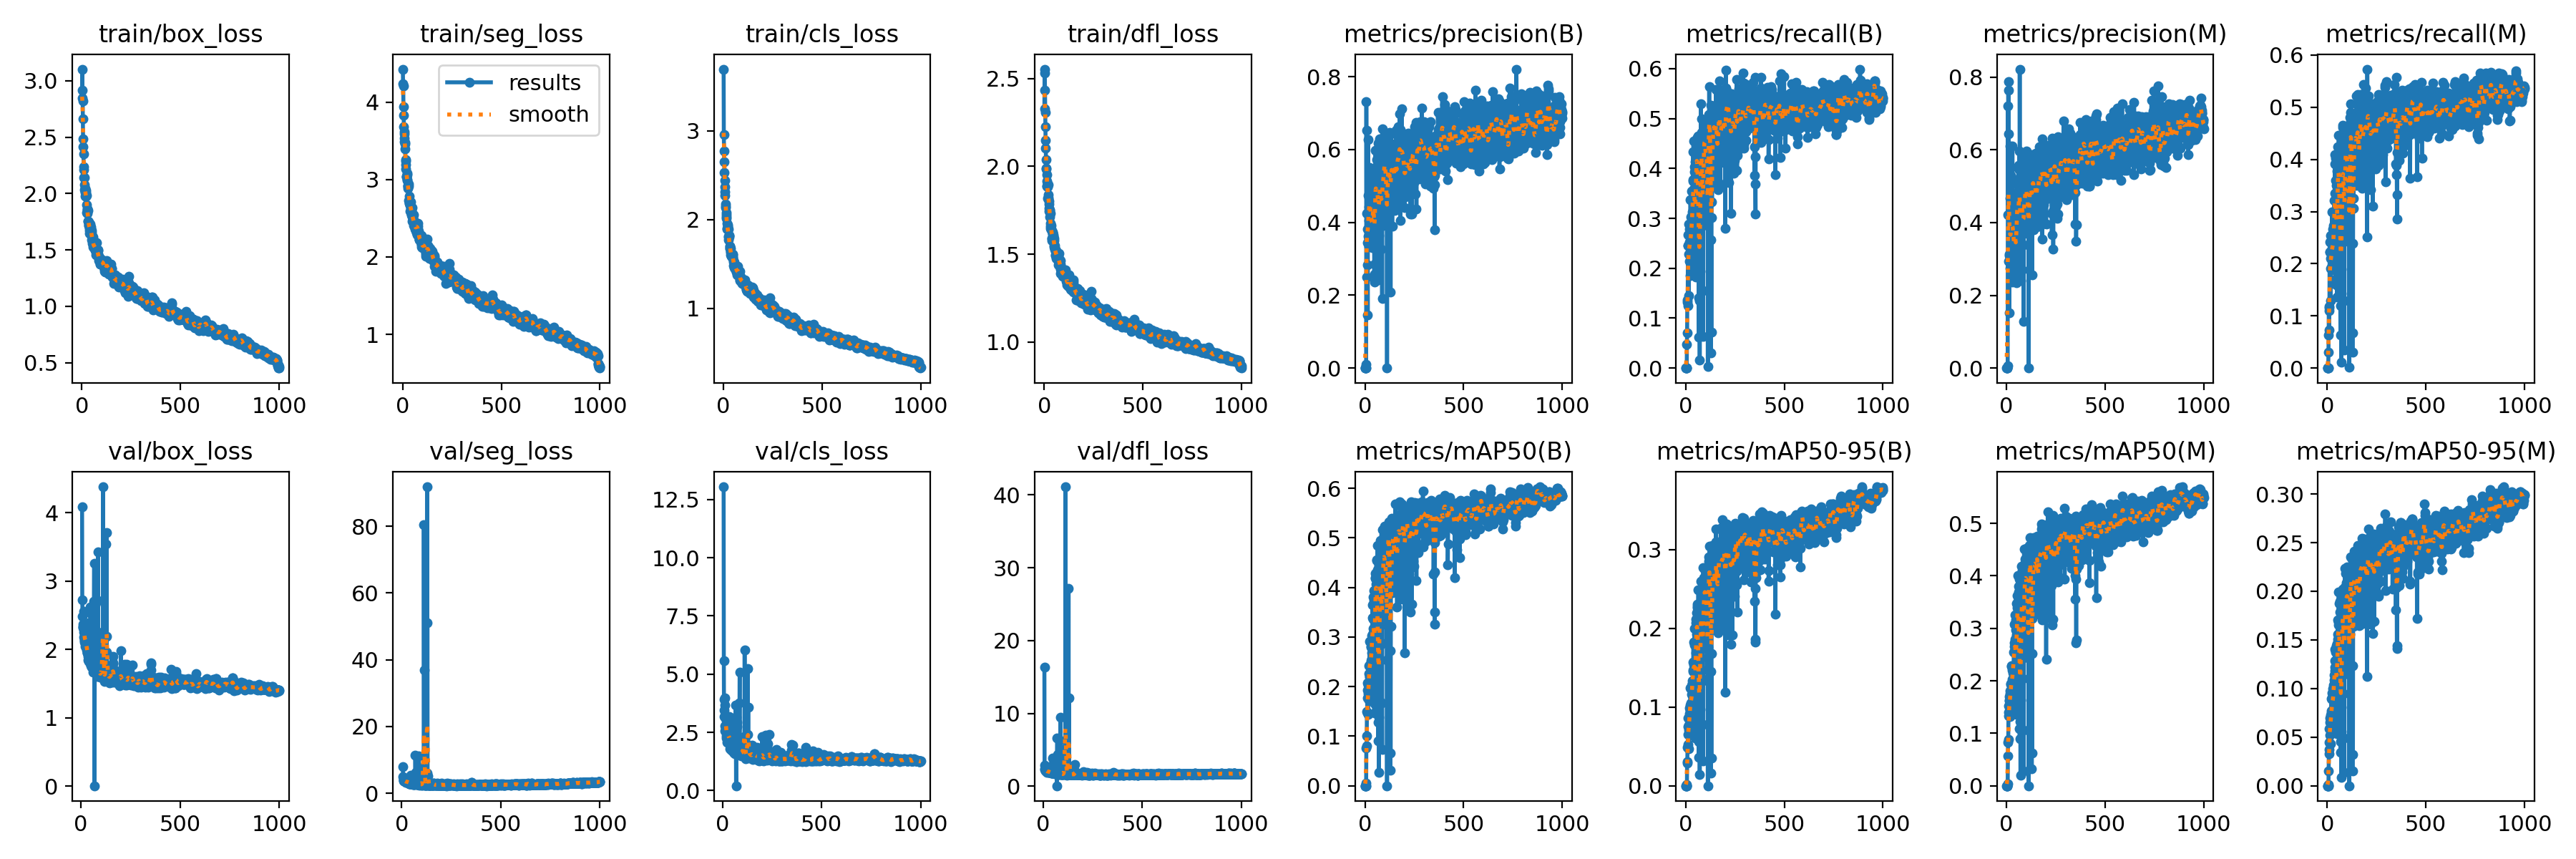 train/box_loss
train/seg_loss
train/cls_loss
train/dfl_loss
metrics/precision(B)
metrics/recall(B)
metrics/precision(M)
metrics/recall(M)
results
smooth
3.0
2.5
2.0
1.5
1.0
0.5
0 500 1000
4
3
2
1
0 500 1000
3
2
1
0 500 1000
2.5
2.0
1.5
1.0
0 500 1000
0.8
0.6
0.4
0.2
0.0
0 500 1000
0.6
0.5
0.4
0.3
0.2
0.1
0.0
0 500 1000
0.8
0.6
0.4
0.2
0.0
0 500 1000
0.6
0.5
0.4
0.3
0.2
0.1
0.0
0 500 1000
val/box_loss
val/seg_loss
val/cls_loss
val/dfl_loss
metrics/mAP50(B)
metrics/mAP50-95(B)
metrics/mAP50(M)
metrics/mAP50-95(M)
4
3
2
1
0
0 500 1000
80
60
40
20
0
0 500 1000
12.5
10.0
7.5
5.0
2.5
0.0
0 500 1000
40
30
20
10
0
0 500 1000
0.6
0.5
0.4
0.3
0.2
0.1
0.0
0 500 1000
0.3
0.2
0.1
0.0
0 500 1000
0.5
0.4
0.3
0.2
0.1
0.0
0 500 1000
0.30
0.25
0.20
0.15
0.10
0.05
0.00
0 500 1000